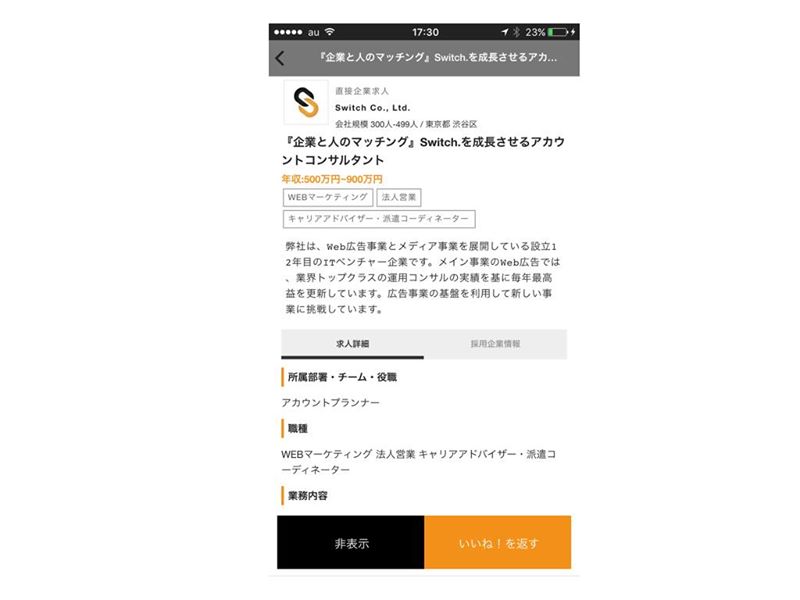 au 17:30 23%
『企業と人のマッチング』Switch.を成長させるアカ...
直接企業求人
Switch Co., Ltd.
会社規模 300人-499人 / 東京都 渋谷区
『企業と人のマッチング』Switch.を成長させるアカウ
ントコンサルタント
年収:500万円~900万円
WEBマーケティング 法人営業
キャリアアドバイザー・派遣コーディネーター
弊社は、Web広告事業とメディア事業を展開している設立1
2年目のITベンチャー企業です。メイン事業のWeb広告では
、業界トップクラスの運用コンサルの実績を基に毎年最高
益を更新しています。広告事業の基盤を利用して新しい事
業に挑戦しています。
求人詳細 採用企業情報
所属部署・チーム・役職
アカウントプランナー
職種
WEBマーケティング 法人営業 キャリアアドバイザー・派遣コ
ーディネーター
業務内容
非表示 いいね！を返す